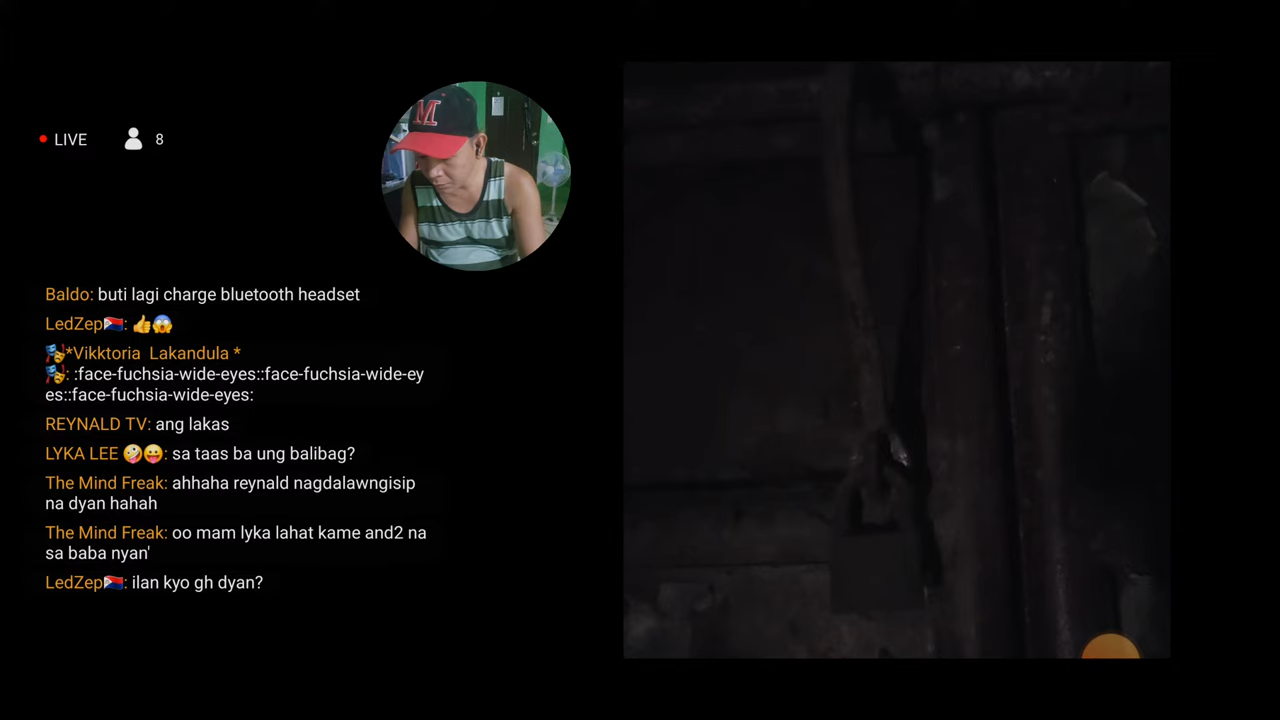 LIVE 8
M
Baldo: buti lagi charge bluetooth headset
LedZep🇵🇭: 👍😱
🎭*Vikktoria Lakandula *
🎭: :face-fuchsia-wide-eyes::face-fuchsia-wide-ey
es::face-fuchsia-wide-eyes:
REYNALD TV: ang lakas
LYKA LEE 🤪😛: sa taas ba ung balibag?
The Mind Freak: ahhaha reynald nagdalawngisip
na dyan hahah
The Mind Freak: oo mam lyka lahat kame and2 na
sa baba nyan'
LedZep🇵🇭: ilan kyo gh dyan?